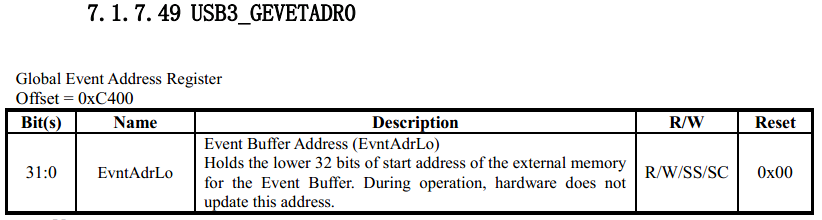 7.1.7.49 USB3_GEVETADR0
Global Event Address Register
Offset = 0xC400
Bit(s) Name Description R/W Reset
Event Buffer Address (EvntAdrLo)
31:0 EvntAdrLo Holds the lower 32 bits of start address of the external memory R/W/SS/SC 0x00
for the Event Buffer. During operation, hardware does not
update this address.